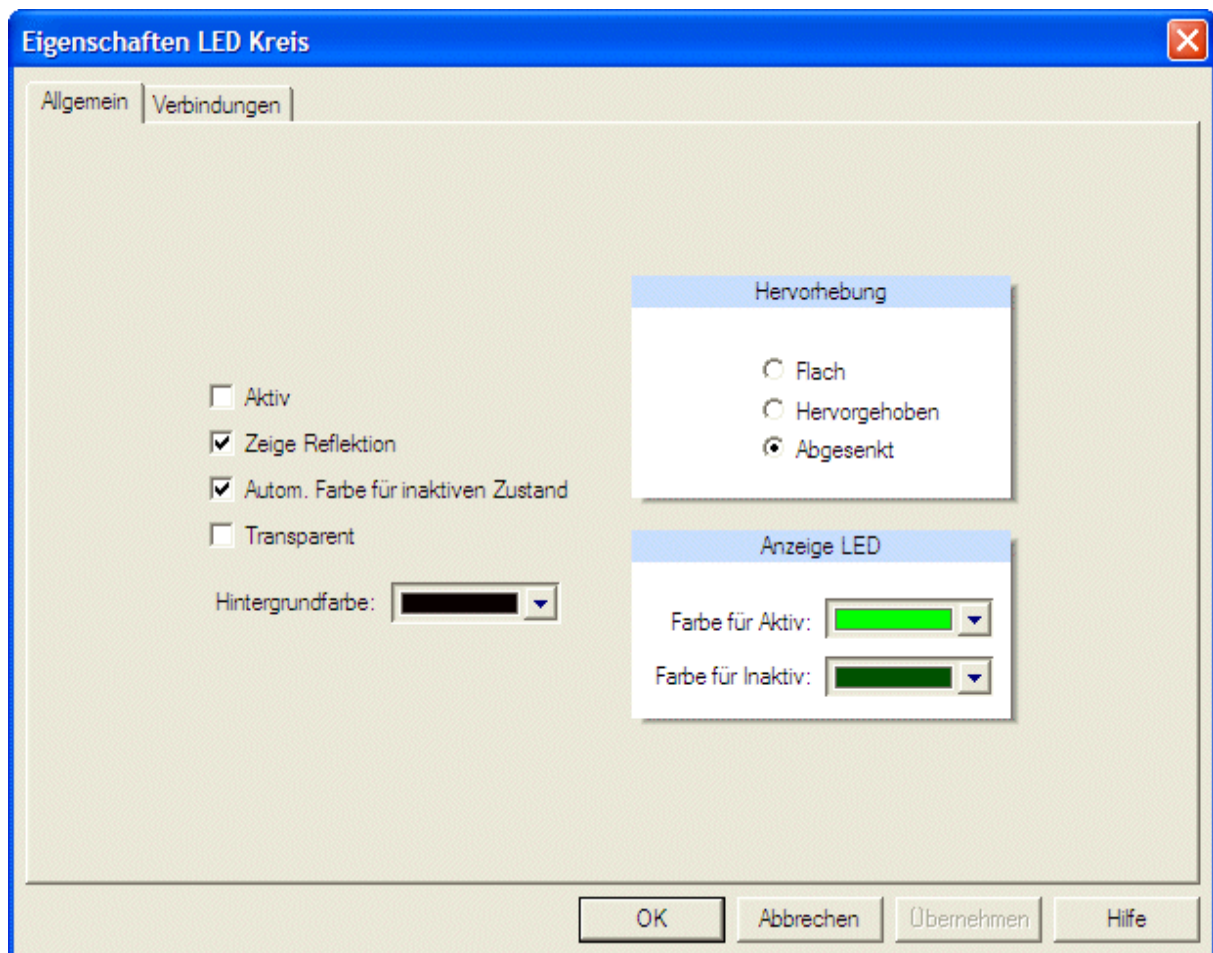 Eigenschaften LED Kreis
Allgemein
Verbindungen
Aktiv
Zeige Reflektion
Autom. Farbe für inaktiven Zustand
Transparent
Hintergrundfarbe:
Hervorhebung
Flach
Hervorgehoben
Abgesenkt
Anzeige LED
Farbe für Aktiv:
Farbe für Inaktiv:
OK
Abbrechen
Übernehmen
Hilfe